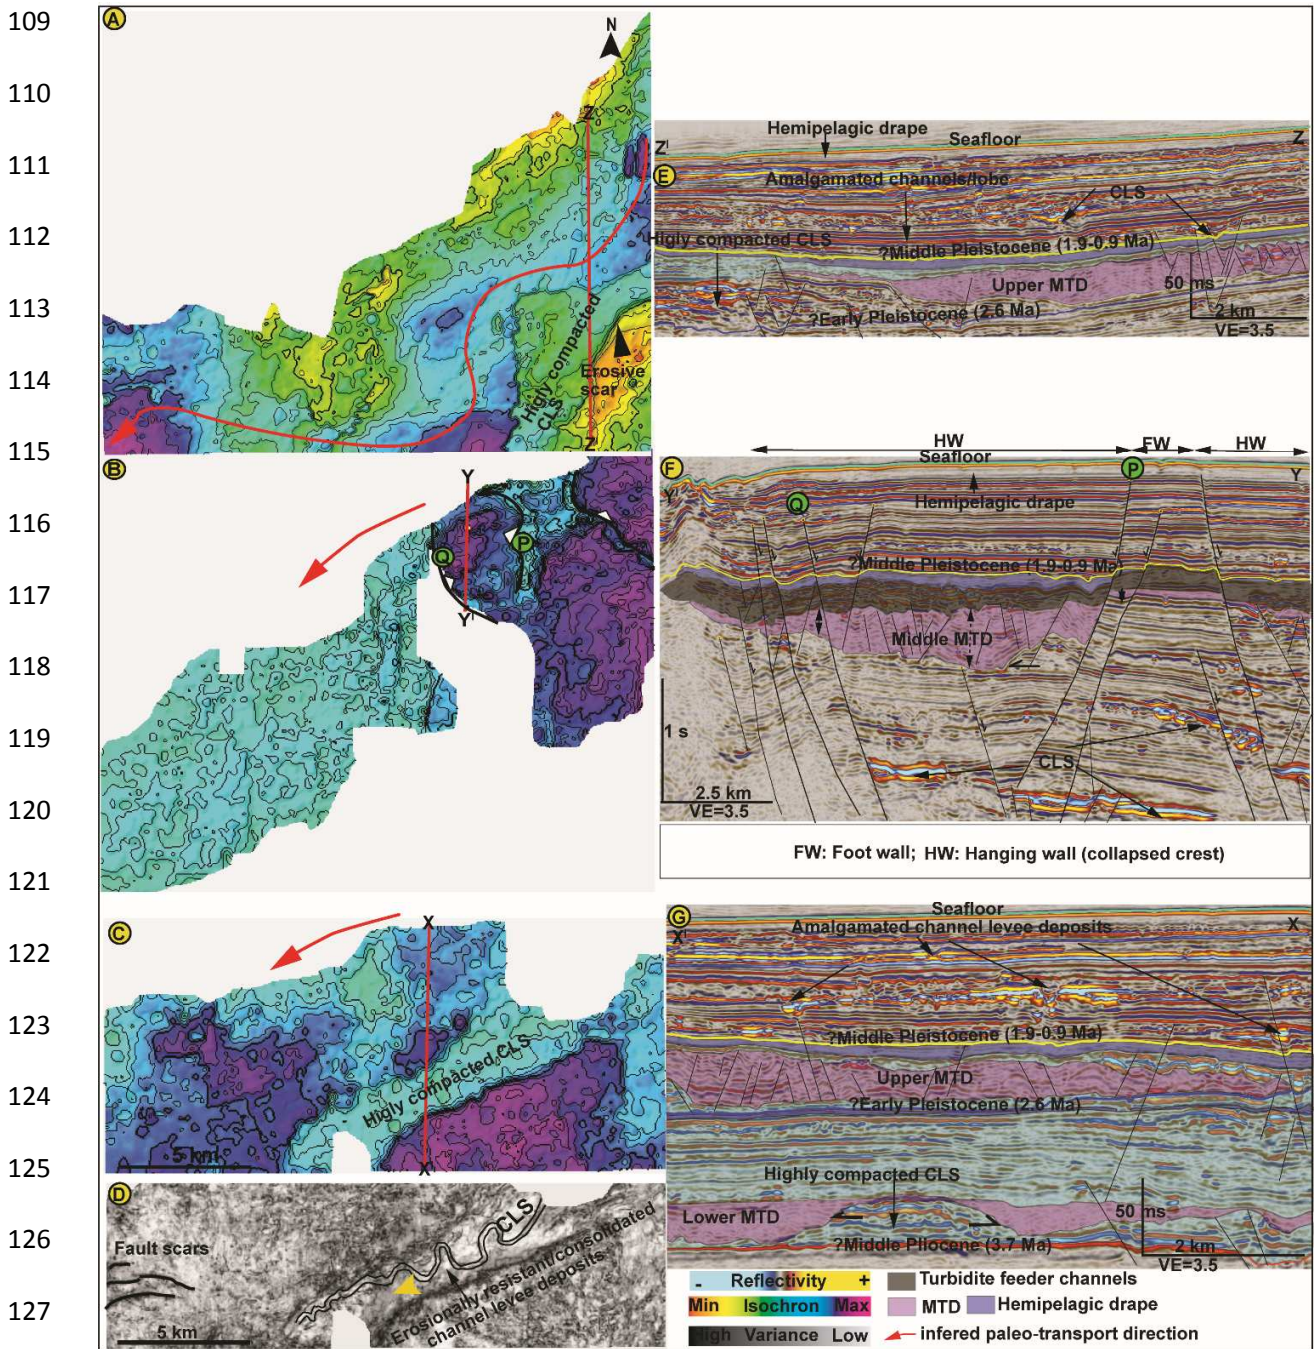 109
110
111
112
113
114
115
116
117
118
119
120
121
122
123
124
125
126
127
A
N
Z
Higly compacted
CLS
Erosive
scar
Z
E
Hemipelagic drape
Seafloor
Z'
Z
Amalgamated channels/lobe
CLS
Higly compacted CLS
?Middle Pleistocene (1.9-0.9 Ma)
Upper MTD
50 ms
?Early Pleistocene (2.6 Ma)
2 km
VE=3.5
B
Y
Q
P
Y'
HW
FW
HW
F
Seafloor
P
Y'
Y
Hemipelagic drape
Q
?Middle Pleistocene (1.9-0.9 Ma
Middle MTD
1 s
CLS
2.5 km
VE=3.5
FW: Foot wall; HW: Hanging wall (collapsed crest)
C
X
Higly compacted CLS
5 km
X
G
Seafloor
Amalgamated channel levee deposits
X'
X
?Middle Pleistocene (1.9-0.9 Ma)
Upper MTD
?Early Pleistocene (2.6 Ma)
Highly compacted CLS
Lower MTD
50 ms
?Middle Pliocene (3.7 Ma)
2 km
VE=3.5
D
CLS
Fault scars
Erosionally resistant/consolidated
channel levee deposits
5 km
- Reflectivity +
Min Isochron Max
High Variance Low
Turbidite feeder channels
MTD
Hemipelagic drape
infered paleo-transport direction